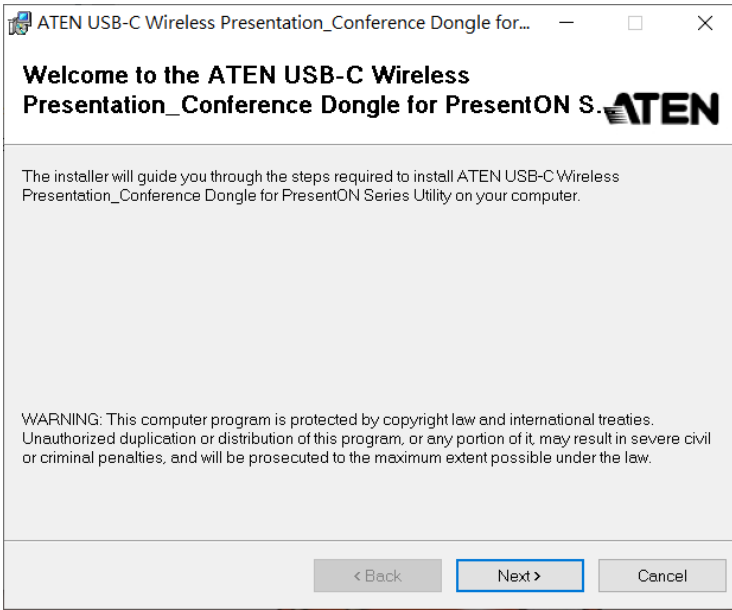 ATEN USB-C Wireless Presentation_Conference Dongle for...
Welcome to the ATEN USB-C Wireless
Presentation_Conference Dongle for PresentON S.
ATEN
The installer will guide you through the steps required to install ATEN USB-C Wireless
Presentation_Conference Dongle for PresentON Series Utility on your computer.
WARNING: This computer program is protected by copyright law and international treaties.
Unauthorized duplication or distribution of this program, or any portion of it, may result in severe civil
or criminal penalties, and will be prosecuted to the maximum extent possible under the law.
< Back Next > Cancel